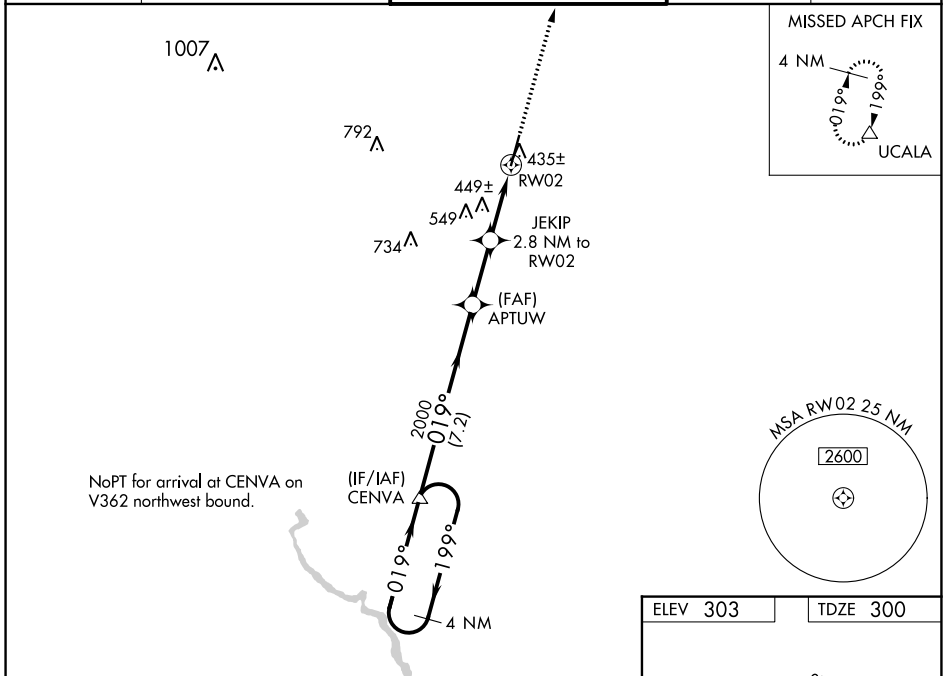 MISSED APCH FIX
4 NM
019°
199°
UCALA
1007
792
435±
RW02
449±
549
734
JEKIP
2.8 NM to
RW02
(FAF)
APTUW
2000
019°
(7.2)
MSA RW02 25 NM
2600
NoPT for arrival at CENVA on
V362 northwest bound.
(IF/IAF)
CENVA
019°
199°
4 NM
ELEV 303
TDZE 300